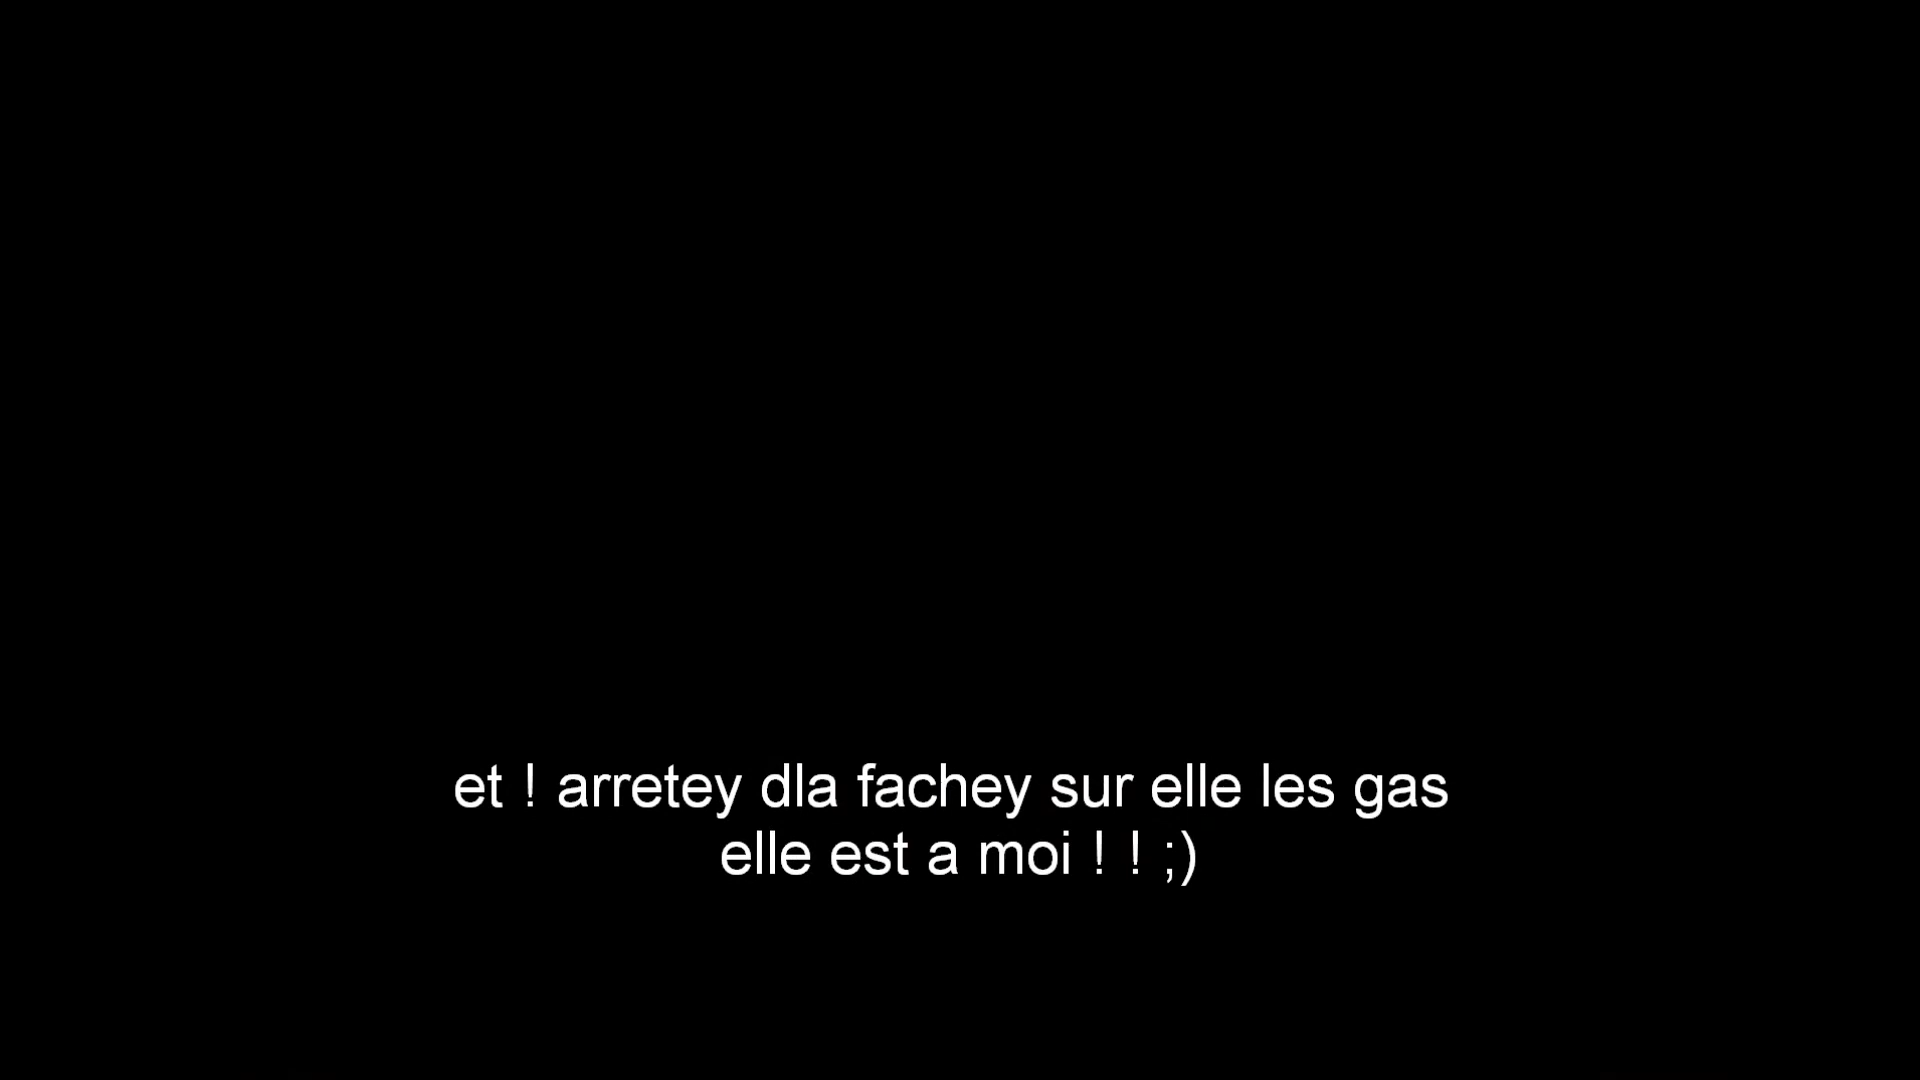 et ! arretey dla fachey sur elle les gas
elle est a moi ! ! ;)